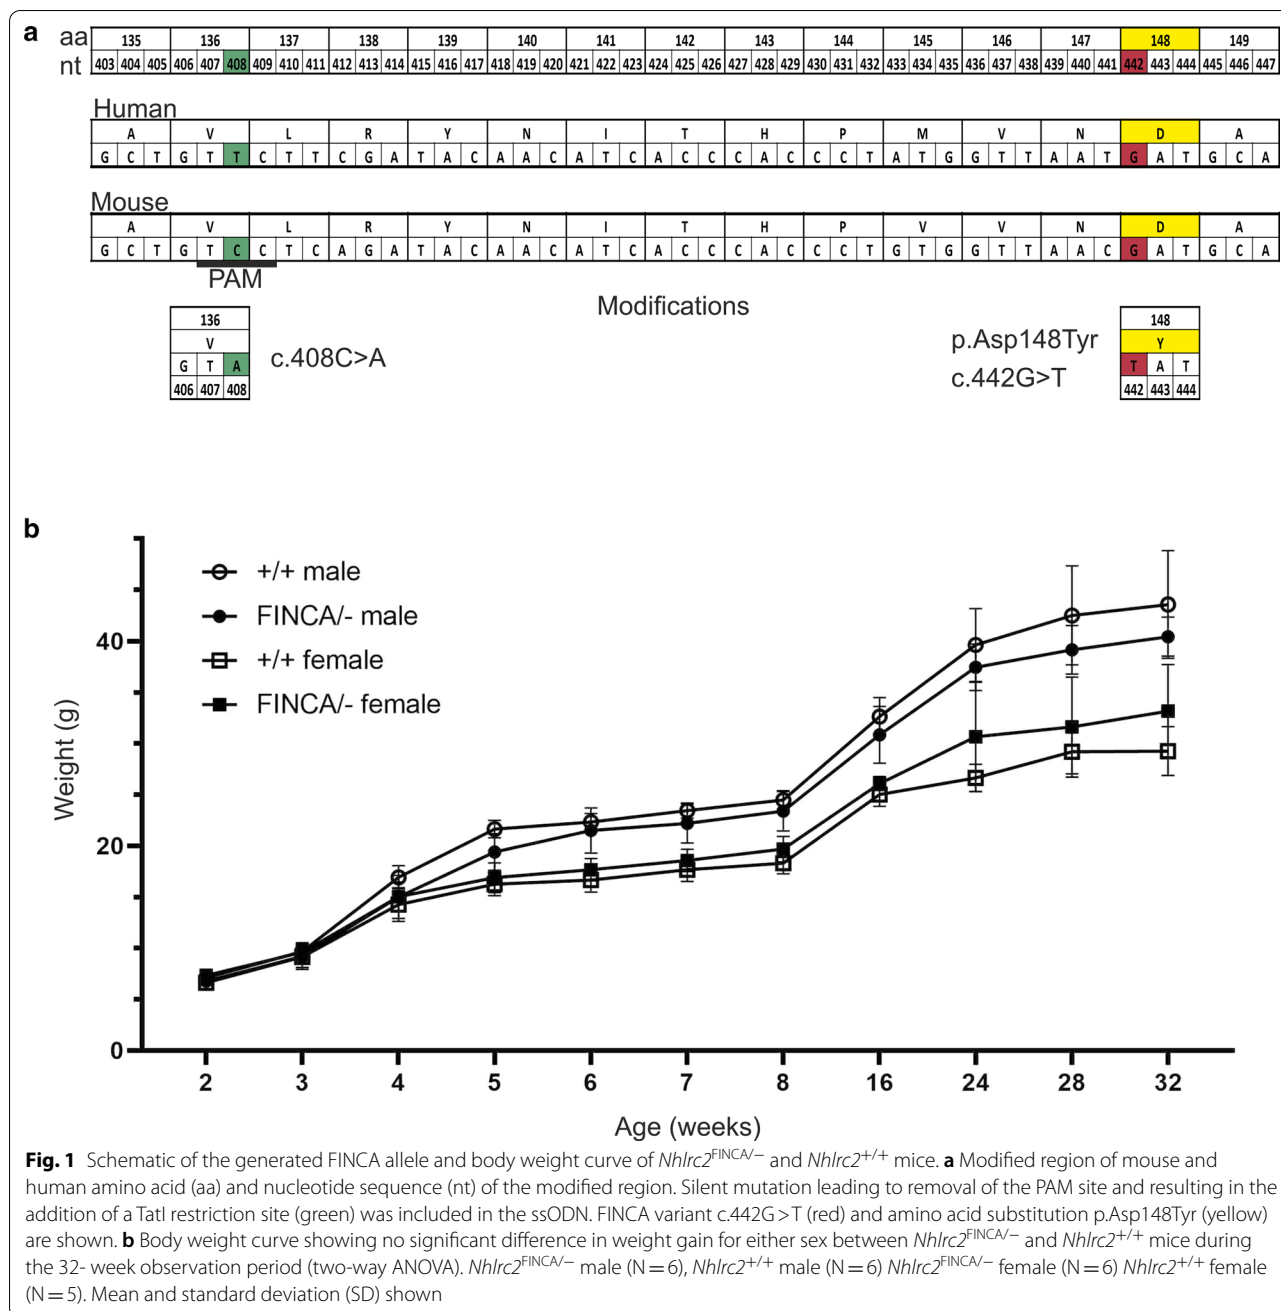 a
aa 135 136 137 138 139 140 141 142 143 144 145 146 147 148 149
nt 403 404 405 406 407 408 409 410 411 412 413 414 415 416 417 418 419 420 421 422 423 424 425 426 427 428 429 430 431 432 433 434 435 436 437 438 439 440 441 442 443 444 445 446 447
Human
A V L R Y N I T H P M V N D A
G C T G T T C T T C G A T A C A A C A T C A C C C A C C C T A T G G T T A A T G A T G C A
Mouse
A V L R Y N I T H P V V N D A
G C T G T C C T C A G A T A C A A C A T C A C C C A C C C T G T G G T T A A C G A T G C A
PAM
Modifications
136
V
G T A
406 407 408
c.408C>A
p.Asp148Tyr
c.442G>T
148
Y
T A T
442 443 444
b
+/+ male
FINCA/- male
+/+ female
FINCA/- female
Weight (g)
40
20
0
2 3 4 5 6 7 8 16 24 28 32
Age (weeks)
Fig. 1 Schematic of the generated FINCA allele and body weight curve of Nhlrc2FINCA/− and Nhlrc2+/+ mice. a Modified region of mouse and
human amino acid (aa) and nucleotide sequence (nt) of the modified region. Silent mutation leading to removal of the PAM site and resulting in the
addition of a TatI restriction site (green) was included in the ssODN. FINCA variant c.442G>T (red) and amino acid substitution p.Asp148Tyr (yellow)
are shown. b Body weight curve showing no significant difference in weight gain for either sex between Nhlrc2FINCA/− and Nhlrc2+/+ mice during
the 32- week observation period (two-way ANOVA). Nhlrc2FINCA/− male (N=6), Nhlrc2+/+ male (N=6) Nhlrc2FINCA/− female (N=6) Nhlrc2+/+ female
(N=5). Mean and standard deviation (SD) shown